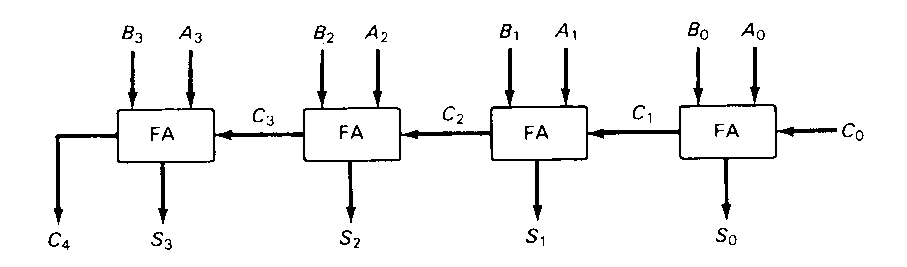 B₃ A₃ B₂ A₂ B₁ A₁ B₀ A₀
C₃ C₂ C₁
FA FA FA FA C₀
C₄ S₃ S₂ S₁ S₀